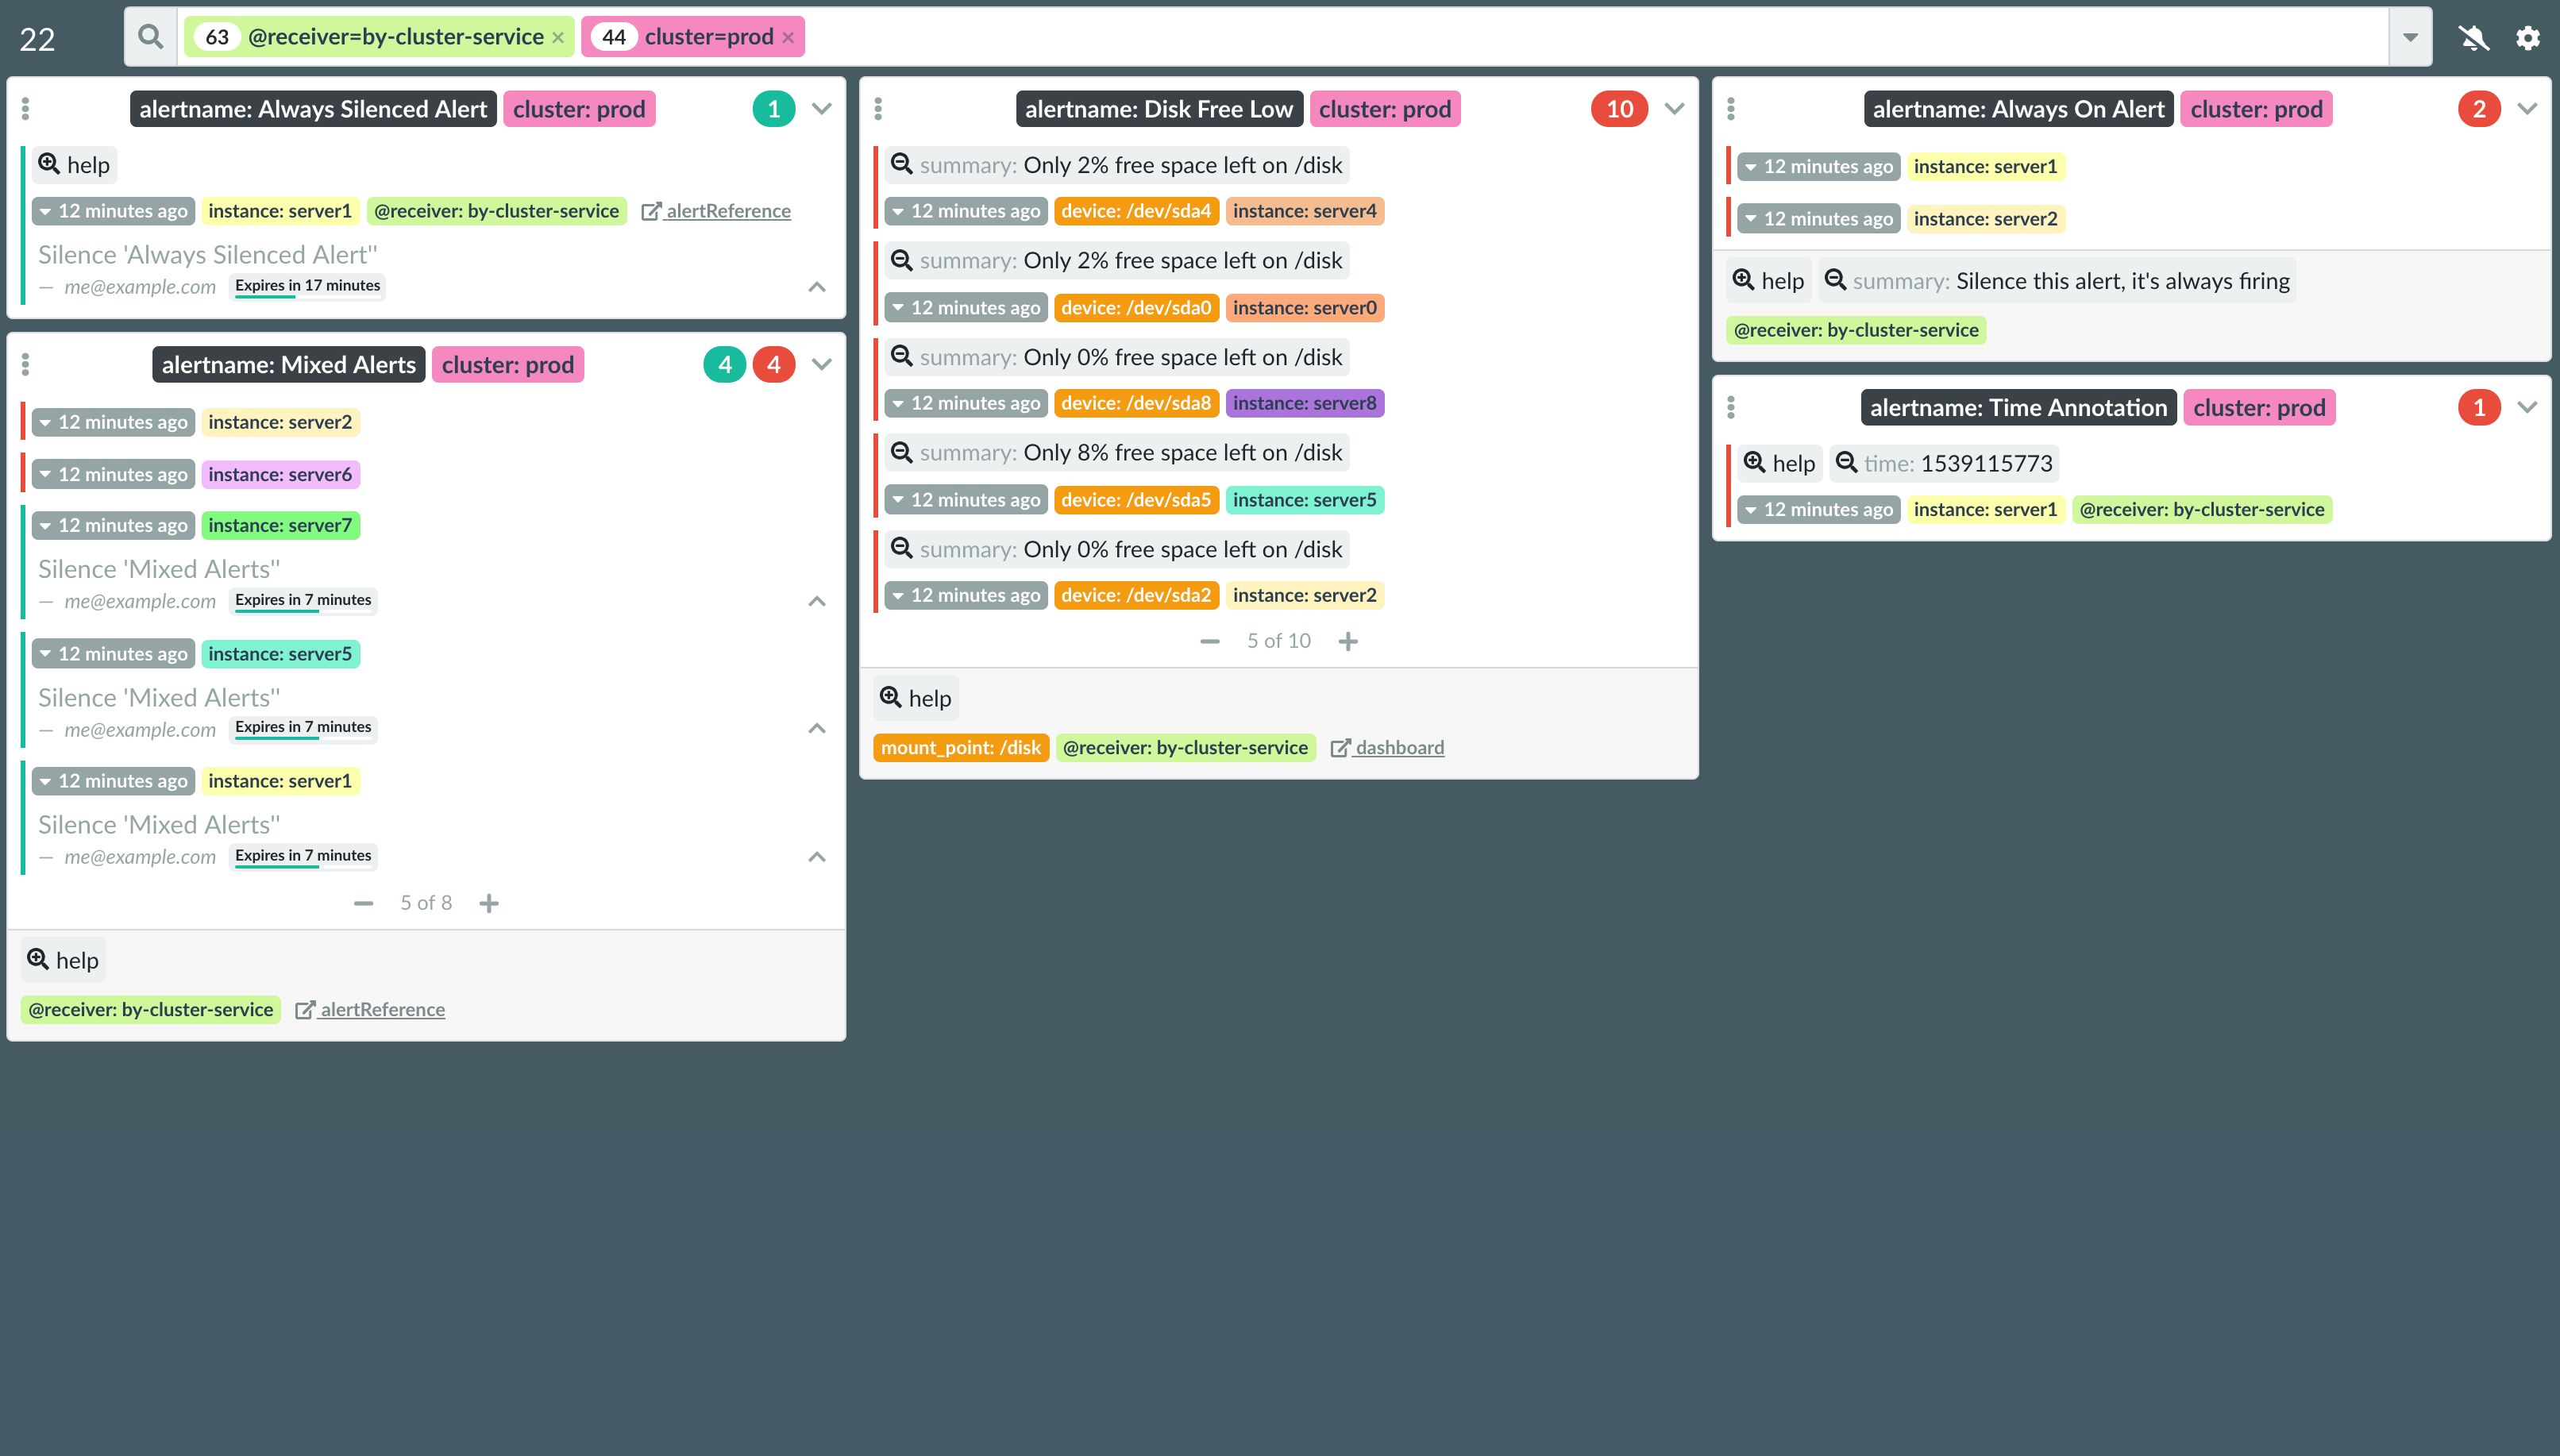 22 63 @receiver=by-cluster-service × 44 cluster=prod ×
alertname: Always Silenced Alert cluster: prod 1
help
12 minutes ago instance: server1 @receiver: by-cluster-service alertReference
Silence 'Always Silenced Alert''
— me@example.com Expires in 17 minutes
alertname: Mixed Alerts cluster: prod 4 4
12 minutes ago instance: server2
12 minutes ago instance: server6
12 minutes ago instance: server7
Silence 'Mixed Alerts''
— me@example.com Expires in 7 minutes
12 minutes ago instance: server5
Silence 'Mixed Alerts''
— me@example.com Expires in 7 minutes
12 minutes ago instance: server1
Silence 'Mixed Alerts''
— me@example.com Expires in 7 minutes
5 of 8
help
@receiver: by-cluster-service alertReference
alertname: Disk Free Low cluster: prod 10
summary: Only 2% free space left on /disk
12 minutes ago device: /dev/sda4 instance: server4
summary: Only 2% free space left on /disk
12 minutes ago device: /dev/sda0 instance: server0
summary: Only 0% free space left on /disk
12 minutes ago device: /dev/sda8 instance: server8
summary: Only 8% free space left on /disk
12 minutes ago device: /dev/sda5 instance: server5
summary: Only 0% free space left on /disk
12 minutes ago device: /dev/sda2 instance: server2
5 of 10
help
mount_point: /disk @receiver: by-cluster-service dashboard
alertname: Always On Alert cluster: prod 2
12 minutes ago instance: server1
12 minutes ago instance: server2
help summary: Silence this alert, it's always firing
@receiver: by-cluster-service
alertname: Time Annotation cluster: prod 1
help time: 1539115773
12 minutes ago instance: server1 @receiver: by-cluster-service